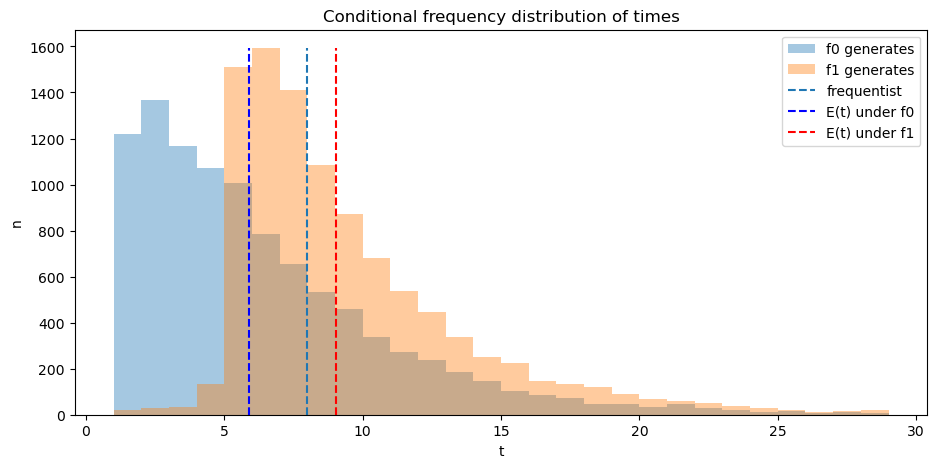 Conditional frequency distribution of times
n
1600
1400
1200
1000
800
600
400
200
0
f0 generates
f1 generates
frequentist
E(t) under f0
E(t) under f1
0 5 10 15 20 25 30
t